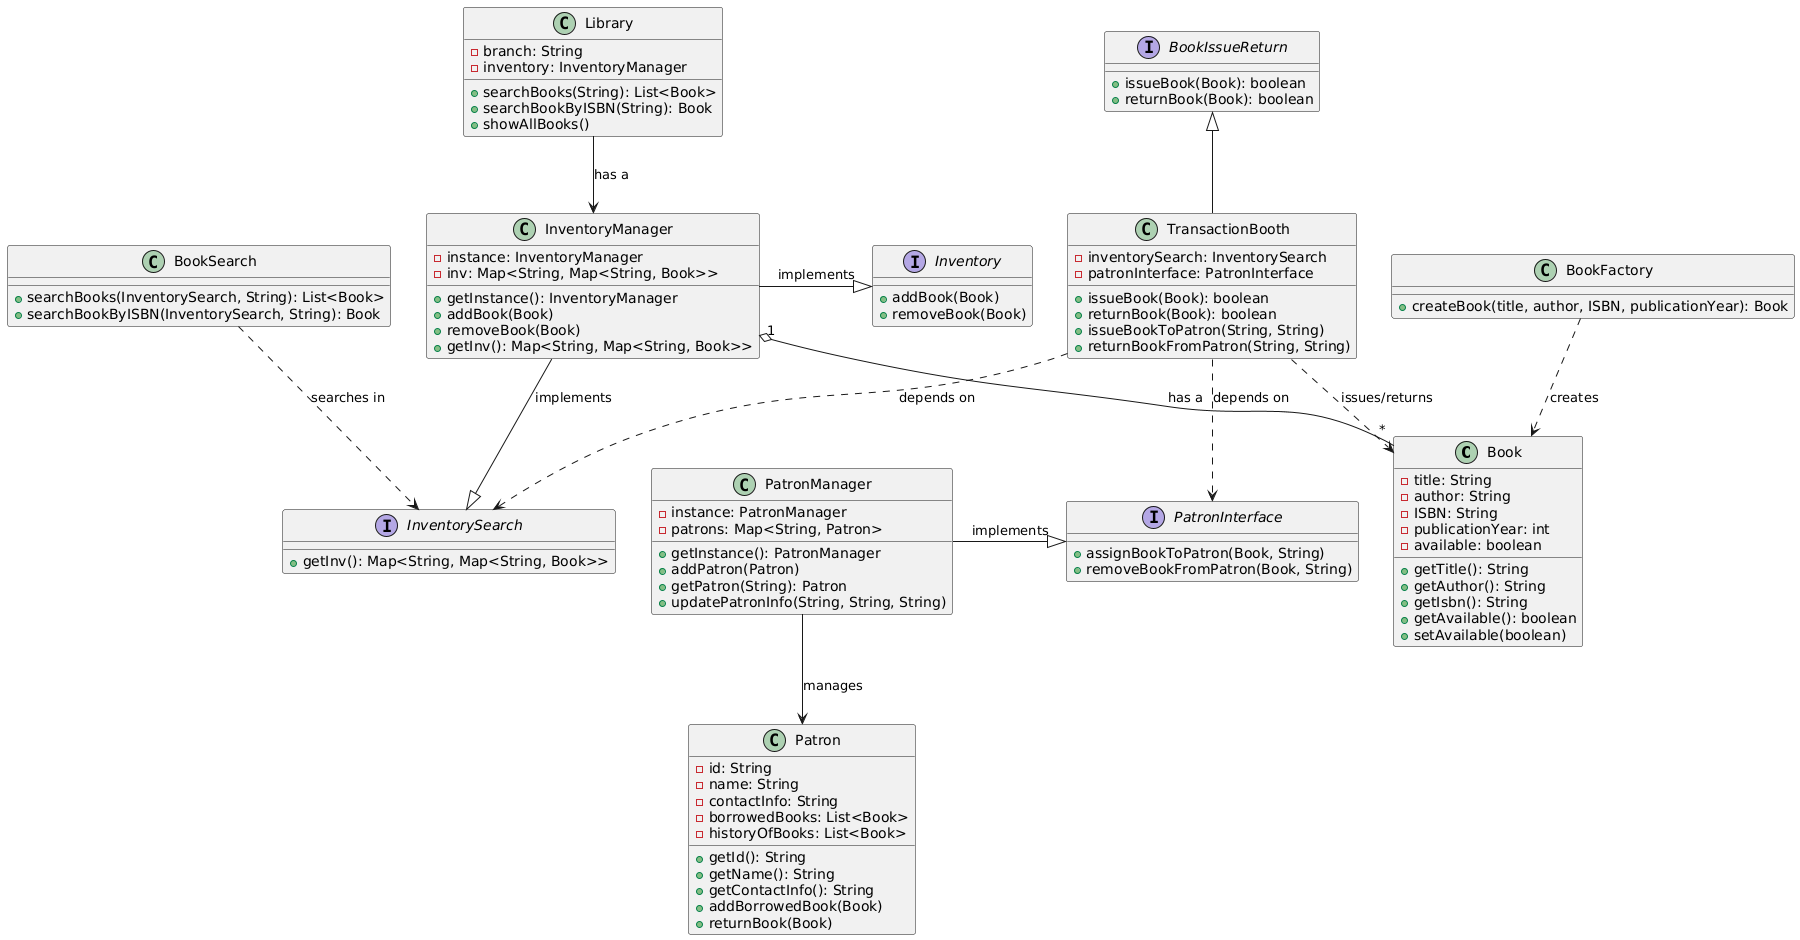 C Library
branch: String
inventory: InventoryManager
searchBooks(String): List<Book>
searchBookByISBN(String): Book
showAllBooks()
I BookIssueReturn
issueBook(Book): boolean
returnBook(Book): boolean
has a
C BookSearch
searchBooks(InventorySearch, String): List<Book>
searchBookByISBN(InventorySearch, String): Book
C InventoryManager
instance: InventoryManager
inv: Map<String, Map<String, Book>>
getInstance(): InventoryManager
addBook(Book)
removeBook(Book)
getInv(): Map<String, Map<String, Book>>
implements
I Inventory
addBook(Book)
removeBook(Book)
C TransactionBooth
inventorySearch: InventorySearch
patronInterface: PatronInterface
issueBook(Book): boolean
returnBook(Book): boolean
issueBookToPatron(String, String)
returnBookFromPatron(String, String)
C BookFactory
createBook(title, author, ISBN, publicationYear): Book
1
searches in
implements
depends on
has a
depends on
issues/returns
creates
*
I InventorySearch
getInv(): Map<String, Map<String, Book>>
C PatronManager
instance: PatronManager
patrons: Map<String, Patron>
getInstance(): PatronManager
addPatron(Patron)
getPatron(String): Patron
updatePatronInfo(String, String, String)
implements
I PatronInterface
assignBookToPatron(Book, String)
removeBookFromPatron(Book, String)
C Book
title: String
author: String
ISBN: String
publicationYear: int
available: boolean
getTitle(): String
getAuthor(): String
getIsbn(): String
getAvailable(): boolean
setAvailable(boolean)
manages
C Patron
id: String
name: String
contactInfo: String
borrowedBooks: List<Book>
historyOfBooks: List<Book>
getId(): String
getName(): String
getContactInfo(): String
addBorrowedBook(Book)
returnBook(Book)